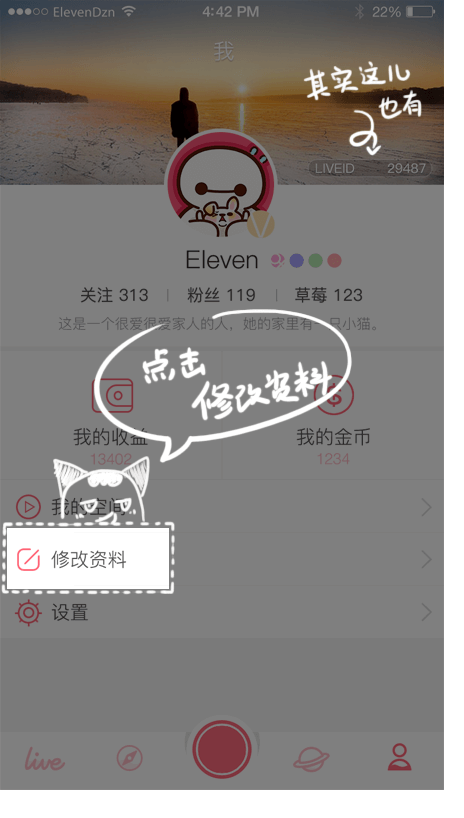 ElevenDzn 4:42 PM 22%
我
其实这儿
也有
LIVEID 29487
Eleven
关注 313 粉丝 119 草莓 123
这是一个很爱很爱家人的人，她的家里有一只小猫。
点击
修改资料
我的收益 我的金币
13402 1234
我的空间
修改资料
设置
live